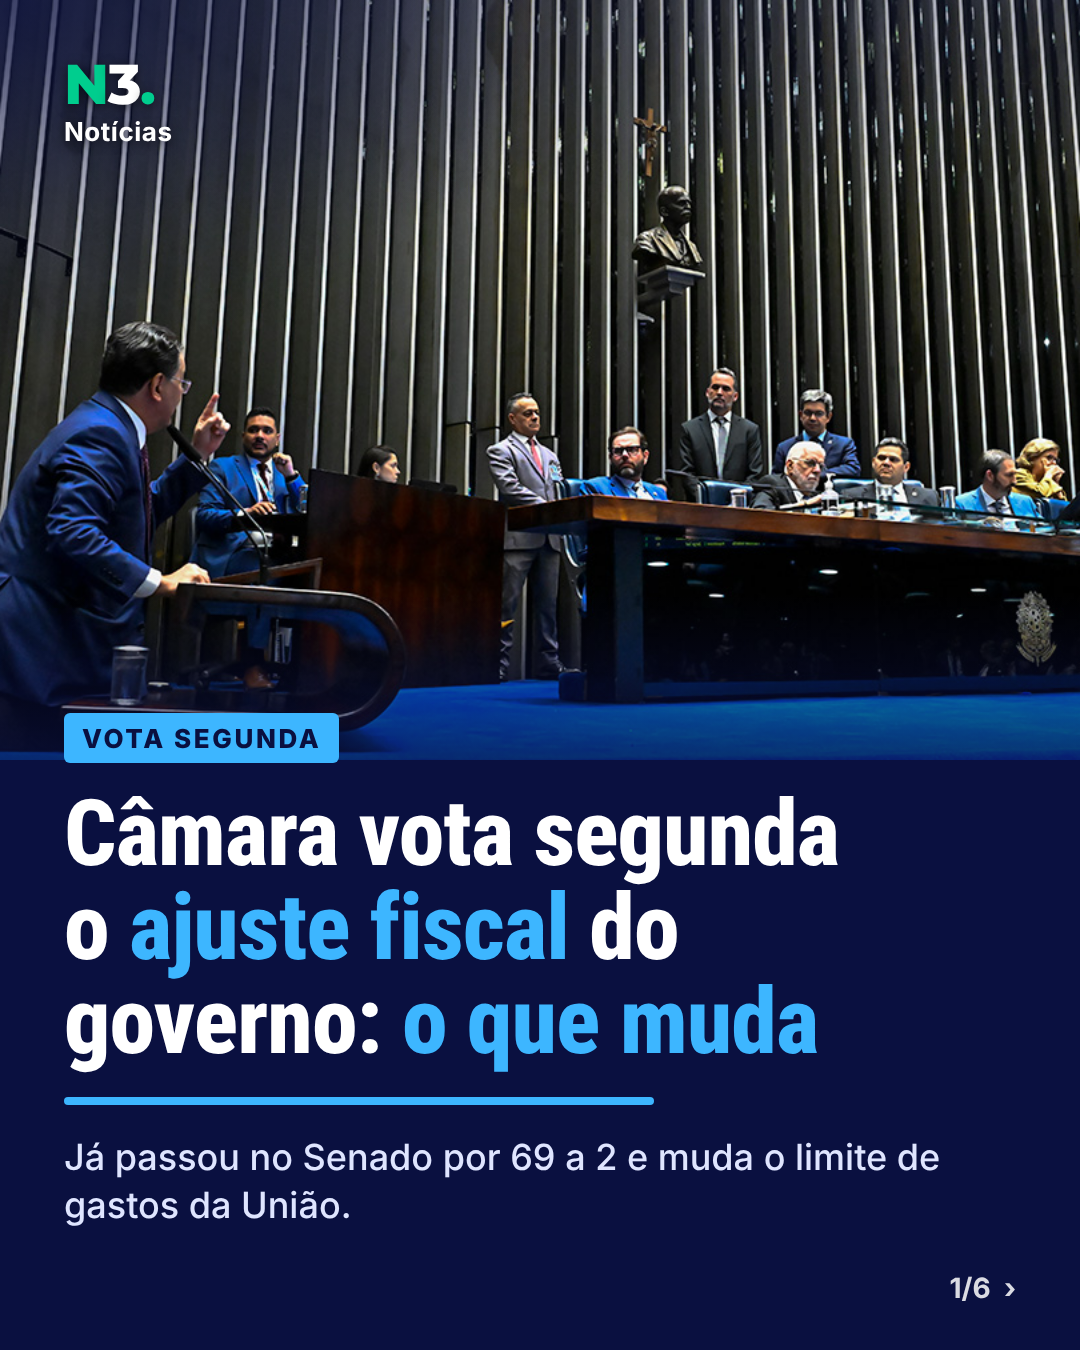 N3.
Notícias
VOTA SEGUNDA
Câmara vota segunda
o ajuste fiscal do
governo: o que muda
Já passou no Senado por 69 a 2 e muda o limite de
gastos da União.
1/6 ›